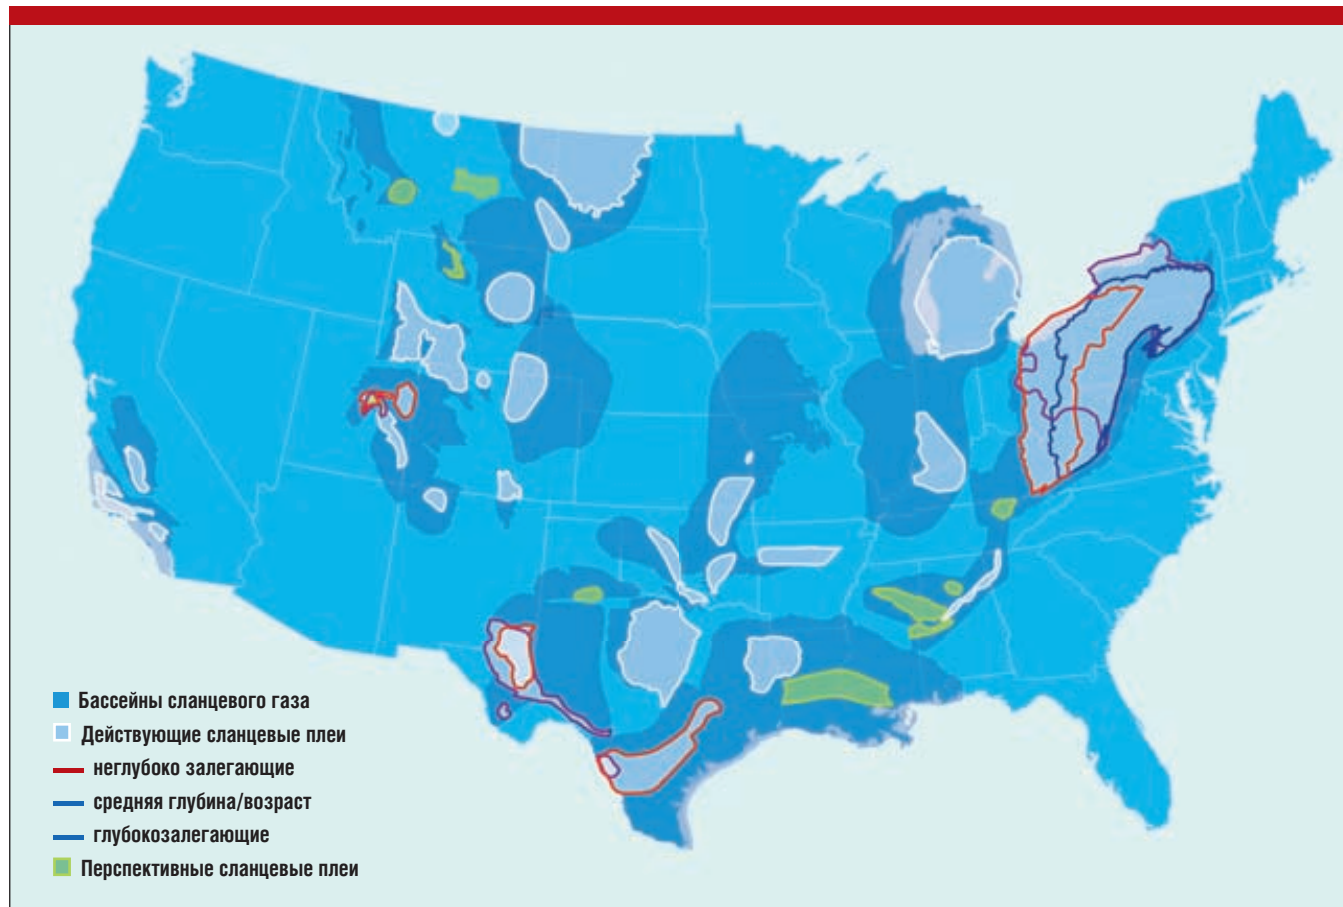 Бассейны сланцевого газа
Действующие сланцевые плеи
неглубоко залегающие
средняя глубина/возраст
глубокозалегающие
Перспективные сланцевые плеи